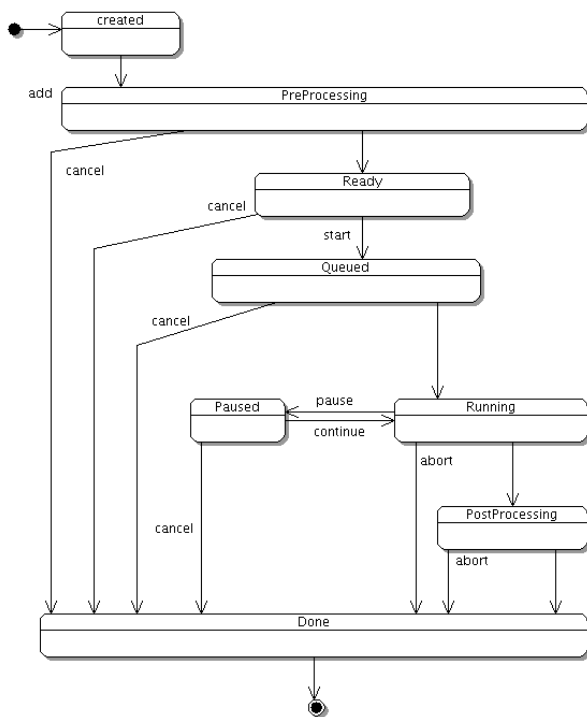 created
add
PreProcessing
cancel
Ready
cancel
start
Queued
cancel
pause
Paused
Running
continue
abort
PostProcessing
cancel
abort
Done